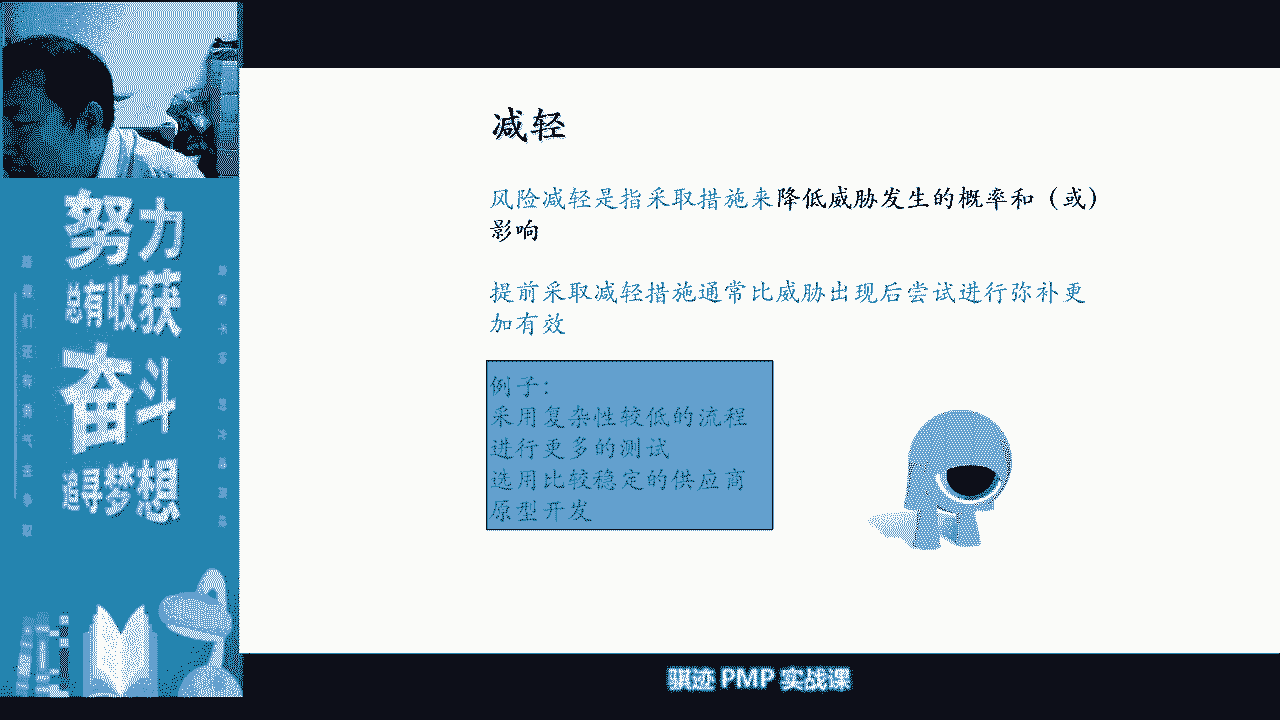 减轻
风险减轻是指采取措施来降低威胁发生的概率和（或）
影响
提前采取减轻措施通常比威胁出现后尝试进行弥补更
加有效
例子：
采用复杂性较低的流程
进行更多的测试
选用比较稳定的供应商
原型开发
努力
总有收获
奋斗
追寻梦想
骐迹 PMP 实战课